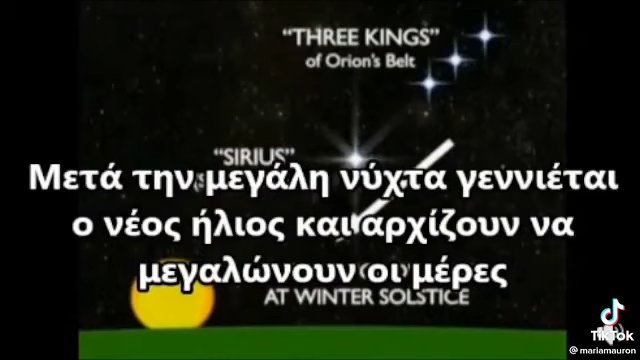 “THREE KINGS”
of Orion's Belt
“SIRIUS”
Μετά την μεγάλη νύχτα γεννιέται
ο νέος ήλιος και αρχίζουν να
μεγαλώνουν οι μέρες
AT WINTER SOLSTICE
TikTok
@mariamauron